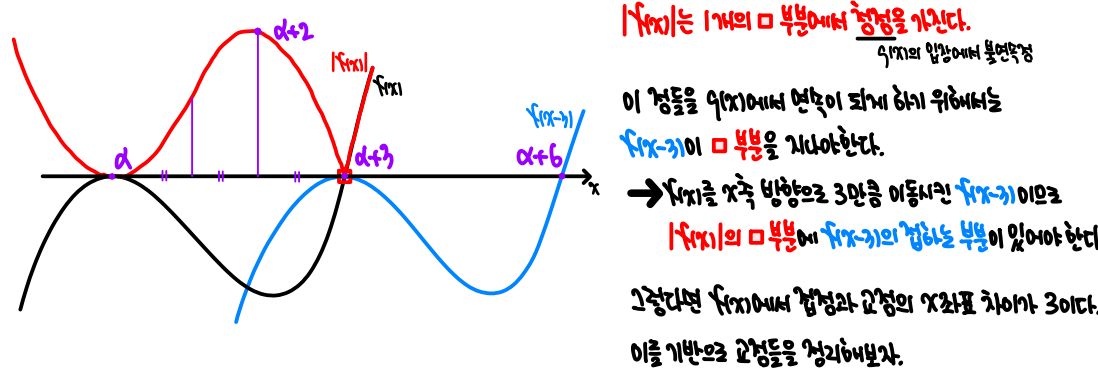 |f(x)|는 1개의 □ 부분에서 첨점을 가진다.
g(x)의 입장에서 불연속점
이 점들을 g(x)에서 연속이 되게 하기 위해서는
f(x-3)이 □ 부분을 지나야한다.
→ f(x)를 x축 방향으로 3만큼 이동시킨 f(x-3)이므로
|f(x)|의 □ 부분에 f(x-3)의 접하는 부분이 있어야 한다
그렇다면 f(x)에서 접점과 교점의 x좌표 차이가 3이다.
이를 기반으로 교점들을 정리해보자.
α+2
|f(x)|
f(x)
f(x-3)
α
α+3
α+6
x